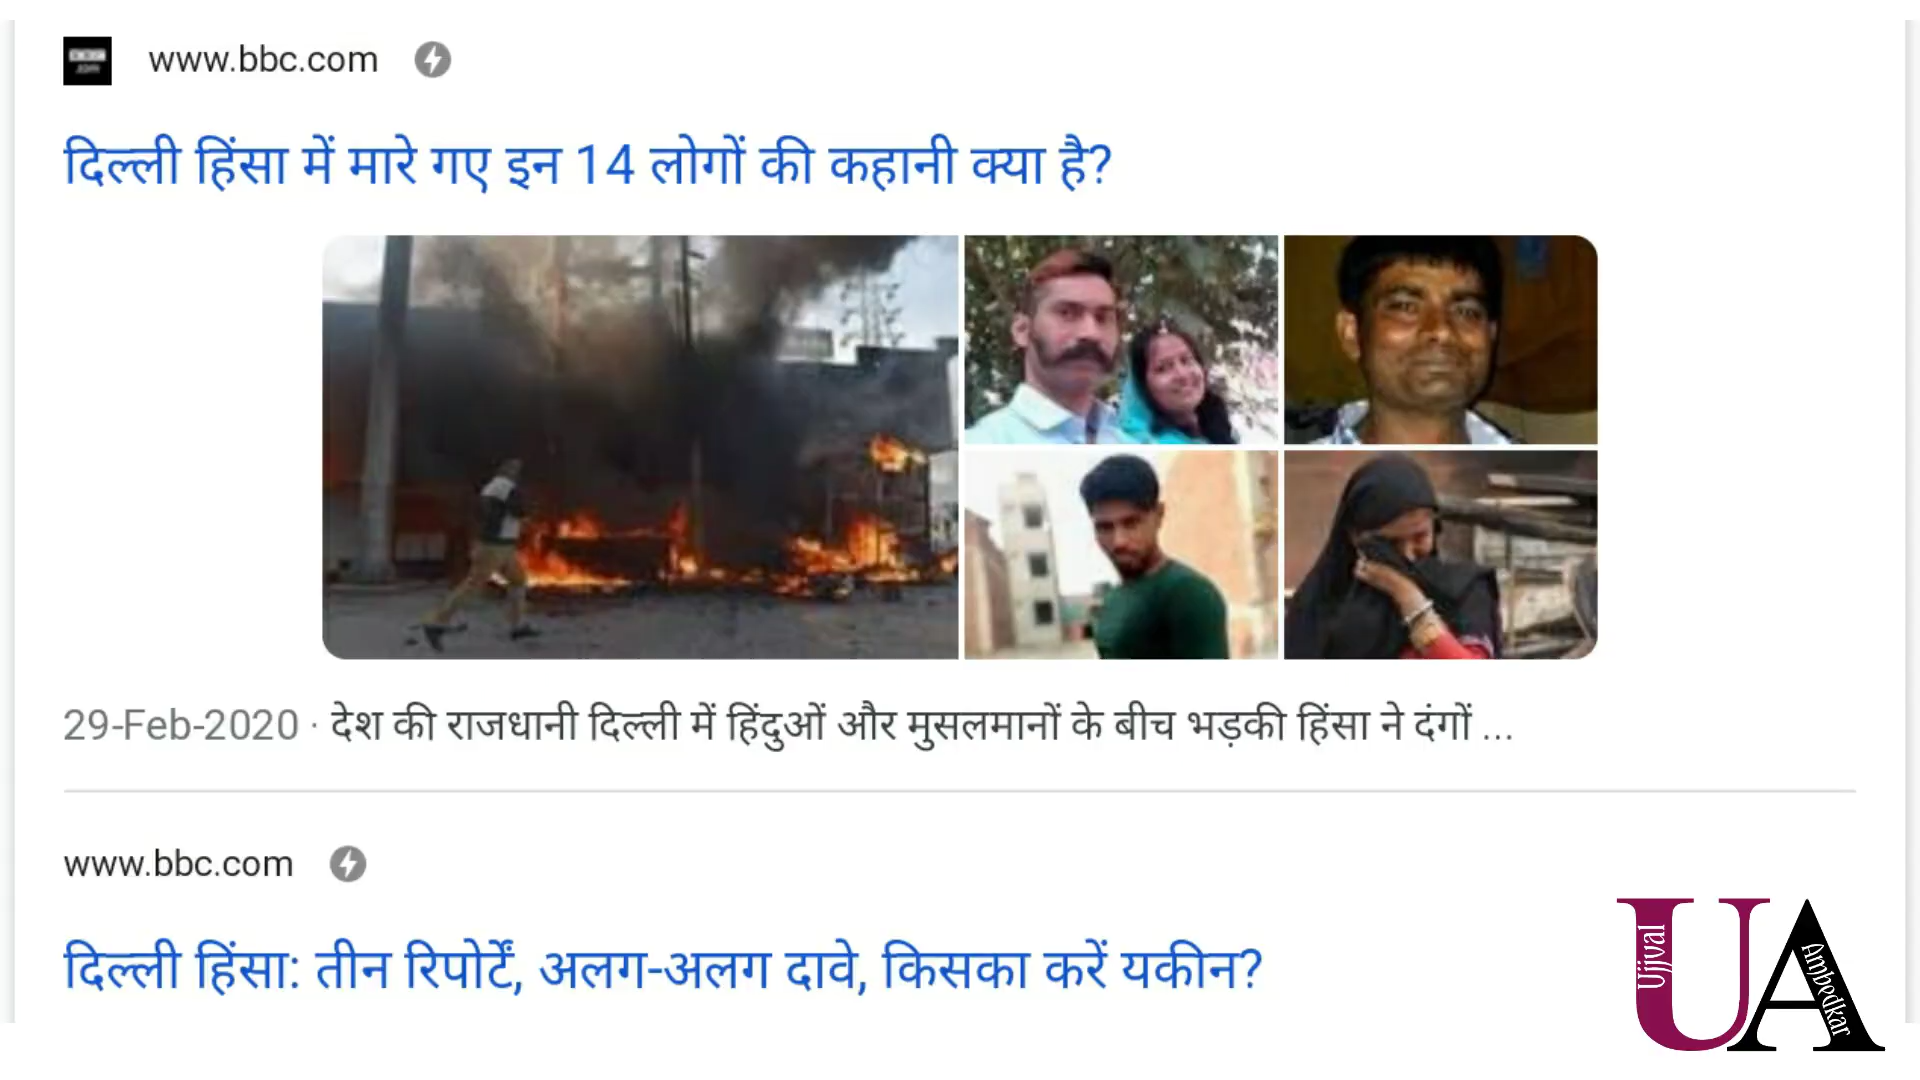 www.bbc.com
दिल्ली हिंसा में मारे गए इन 14 लोगों की कहानी क्या है?
29-Feb-2020 · देश की राजधानी दिल्ली में हिंदुओं और मुसलमानों के बीच भड़की हिंसा ने दंगों ...
www.bbc.com
दिल्ली हिंसा: तीन रिपोर्टें, अलग-अलग दावे, किसका करें यकीन?
UA
Ujjval
Ambedkar